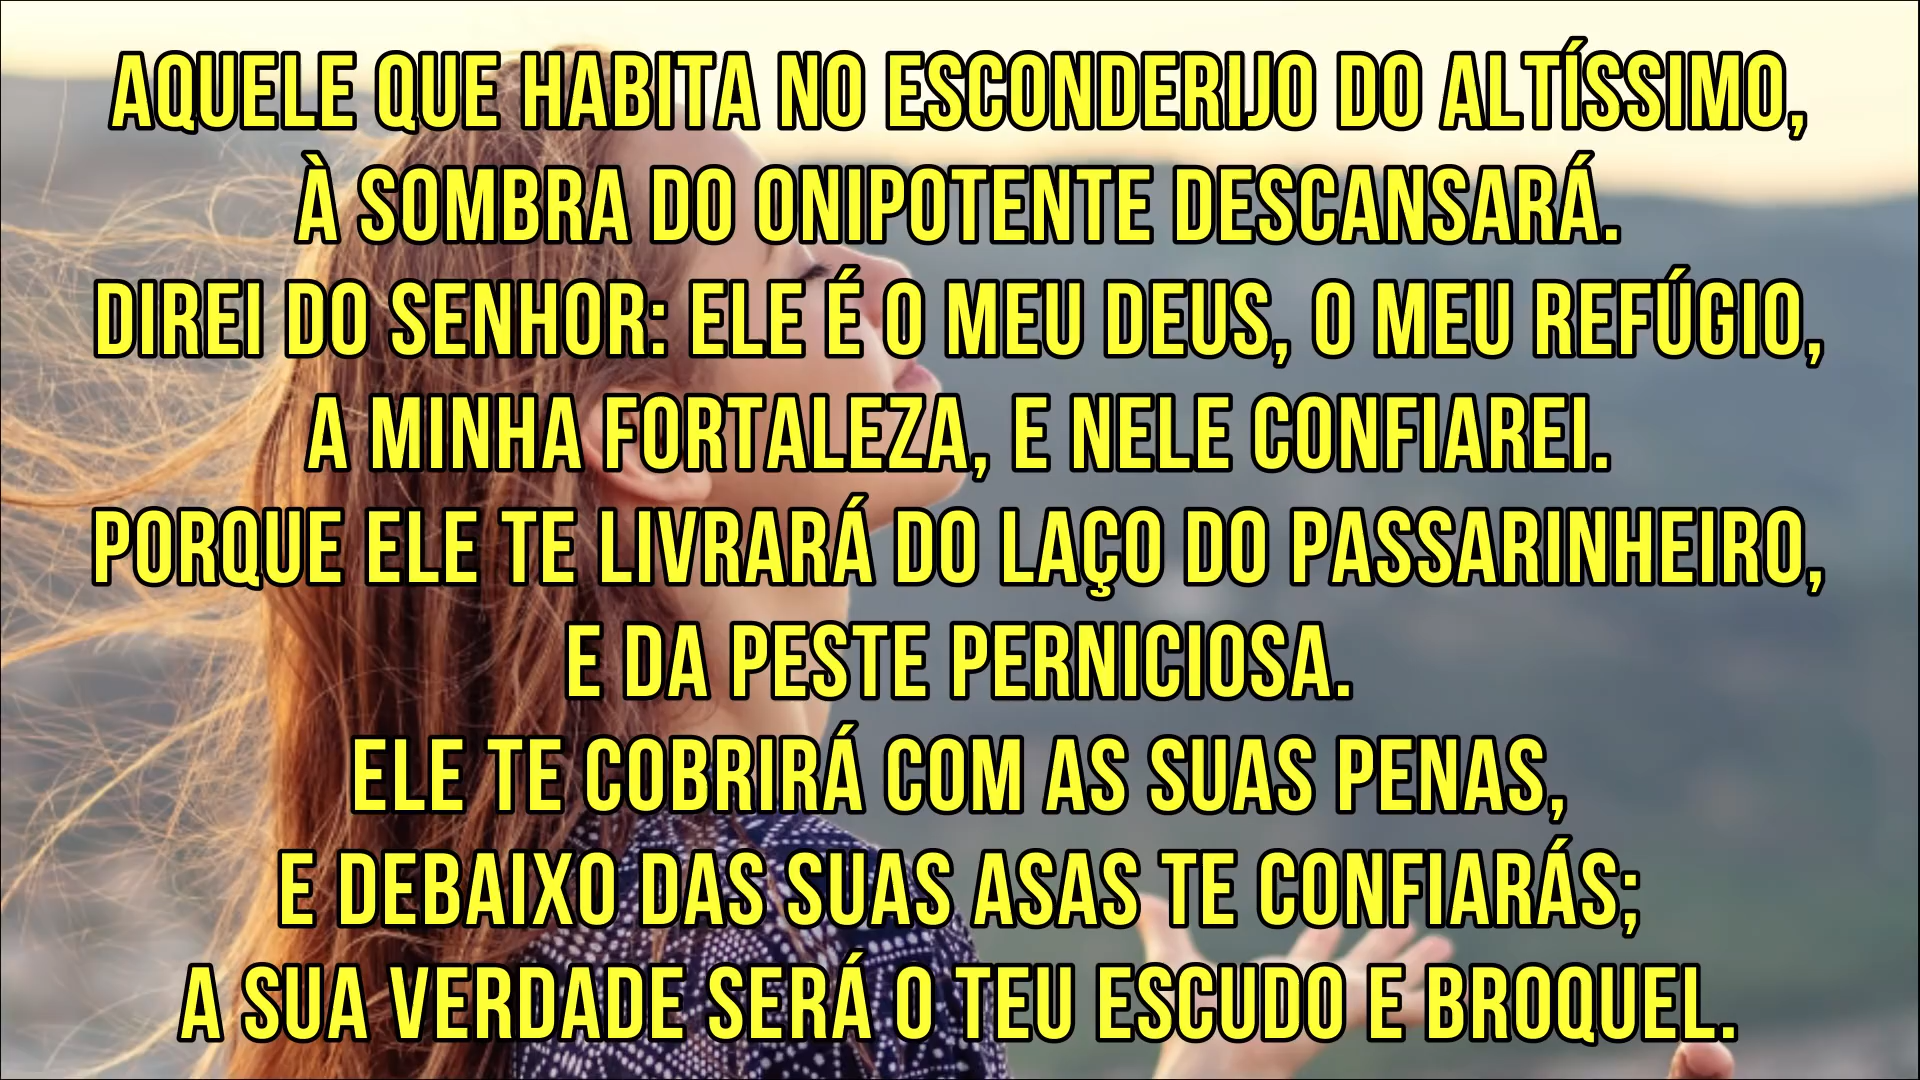 AQUELE QUE HABITA NO ESCONDERIJO DO ALTÍSSIMO,
À SOMBRA DO ONIPOTENTE DESCANSARÁ.
DIREI DO SENHOR: ELE É O MEU DEUS, O MEU REFÚGIO,
A MINHA FORTALEZA, E NELE CONFIAREI.
PORQUE ELE TE LIVRARÁ DO LAÇO DO PASSARINHEIRO,
E DA PESTE PERNICIOSA.
ELE TE COBRIRÁ COM AS SUAS PENAS,
E DEBAIXO DAS SUAS ASAS TE CONFIARÁS;
A SUA VERDADE SERÁ O TEU ESCUDO E BROQUEL.